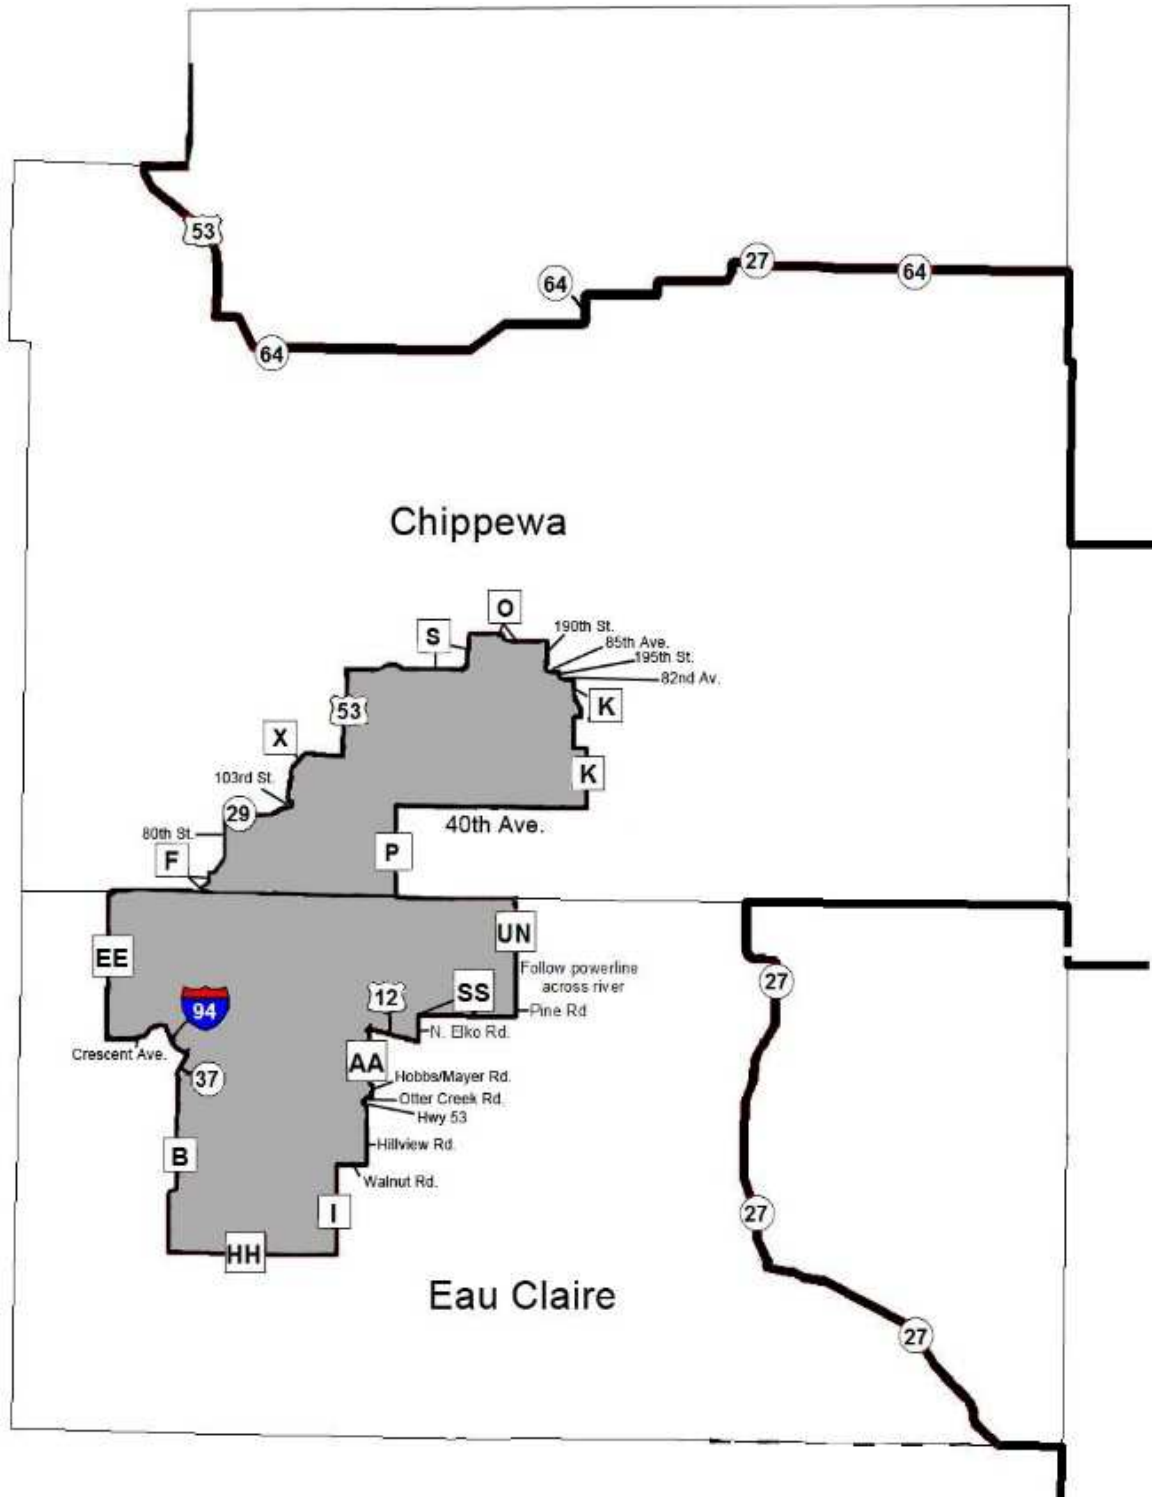 53
27
64
64
64
Chippewa
O
S
190th St.
85th Ave.
195th St.
82nd Av.
K
53
X
K
103rd St.
29
40th Ave.
80th St.
P
F
UN
EE
Follow powerline
across river
SS
12
27
94
Pine Rd
N. Elko Rd.
Crescent Ave.
AA
37
Hobbs/Mayer Rd.
Otter Creek Rd.
Hwy 53
Hillview Rd.
B
Walnut Rd.
I
27
HH
Eau Claire
27